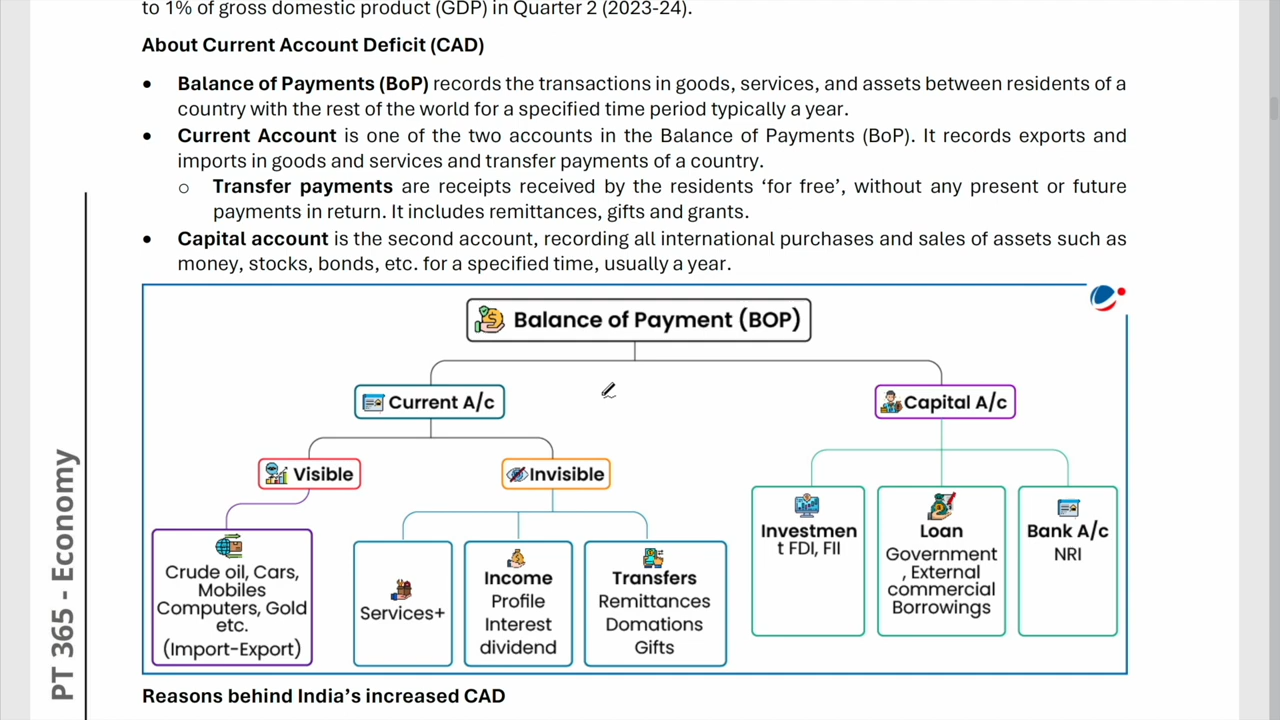 to 1% of gross domestic product (GDP) in Quarter 2 (2023-24).
About Current Account Deficit (CAD)
• Balance of Payments (BoP) records the transactions in goods, services, and assets between residents of a
country with the rest of the world for a specified time period typically a year.
• Current Account is one of the two accounts in the Balance of Payments (BoP). It records exports and
imports in goods and services and transfer payments of a country.
o Transfer payments are receipts received by the residents ‘for free’, without any present or future
payments in return. It includes remittances, gifts and grants.
• Capital account is the second account, recording all international purchases and sales of assets such as
money, stocks, bonds, etc. for a specified time, usually a year.
Balance of Payment (BOP)
Current A/c
Capital A/c
Visible
Invisible
Crude oil, Cars,
Mobiles
Computers, Gold
etc.
(Import-Export)
Services+
Income
Profile
Interest
dividend
Transfers
Remittances
Domations
Gifts
Investmen
t FDI, FII
Loan
Government
, External
commercial
Borrowings
Bank A/c
NRI
PT 365 - Economy
Reasons behind India’s increased CAD